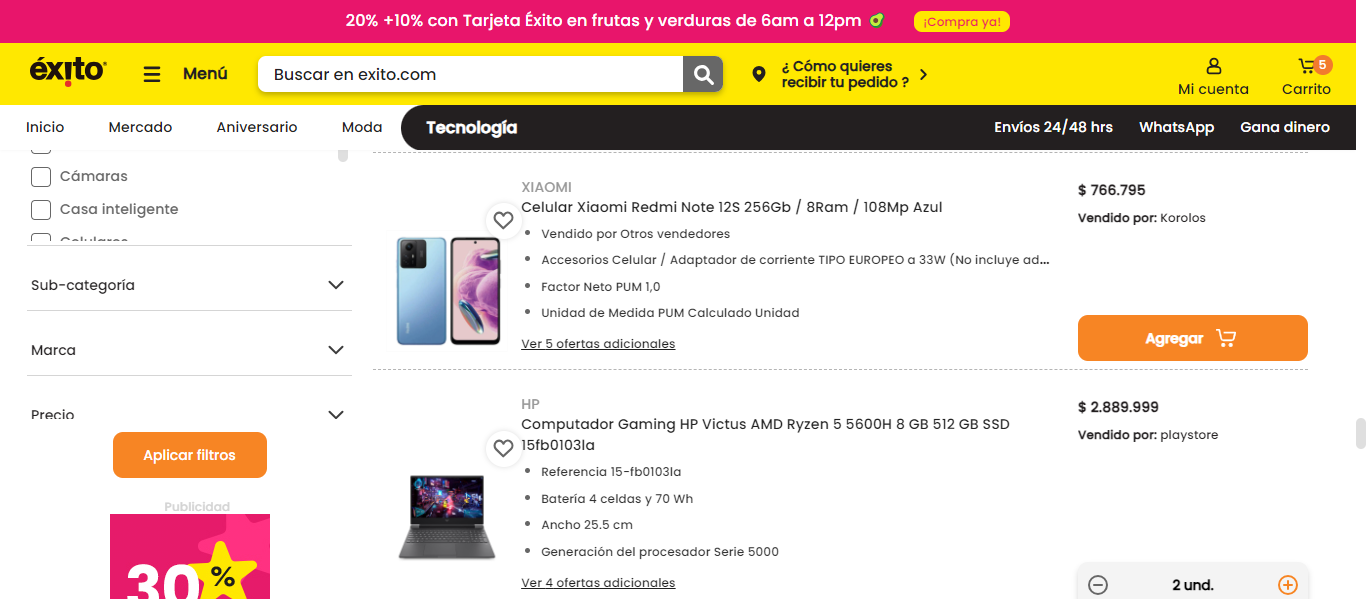 20% +10% con Tarjeta Éxito en frutas y verduras de 6am a 12pm
¡Compra ya!
éxito
Menú
Buscar en exito.com
¿ Cómo quieres
recibir tu pedido ?
Mi cuenta
5
Carrito
Inicio
Mercado
Aniversario
Moda
Tecnología
Envíos 24/48 hrs
WhatsApp
Gana dinero
Cámaras
Casa inteligente
Celulares
Sub-categoría
Marca
Precio
Aplicar filtros
Publicidad
30%
XIAOMI
Celular Xiaomi Redmi Note 12S 256Gb / 8Ram / 108Mp Azul
Vendido por Otros vendedores
Accesorios Celular / Adaptador de corriente TIPO EUROPEO a 33W (No incluye ad...
Factor Neto PUM 1,0
Unidad de Medida PUM Calculado Unidad
Ver 5 ofertas adicionales
$ 766.795
Vendido por: Korolos
Agregar
HP
Computador Gaming HP Victus AMD Ryzen 5 5600H 8 GB 512 GB SSD
15fb0103la
Referencia 15-fb0103la
Batería 4 celdas y 70 Wh
Ancho 25.5 cm
Generación del procesador Serie 5000
Ver 4 ofertas adicionales
$ 2.889.999
Vendido por: playstore
2 und.